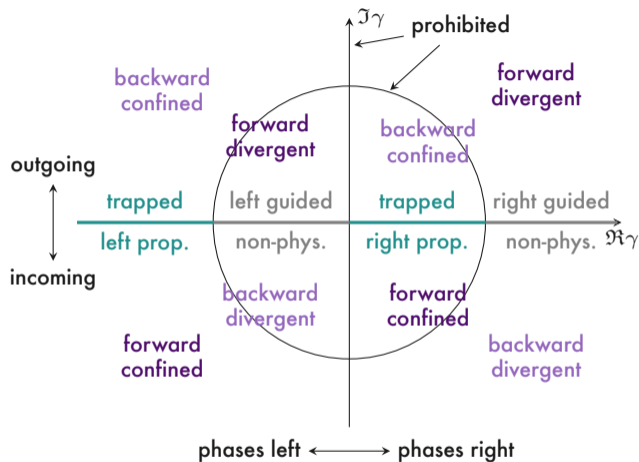 ℑγ
prohibited
backward
confined
forward
divergent
forward
divergent
backward
confined
outgoing
trapped
left guided
trapped
right guided
left prop.
non-phys.
right prop.
non-phys.
ℜγ
incoming
backward
divergent
forward
confined
forward
confined
backward
divergent
phases left
phases right